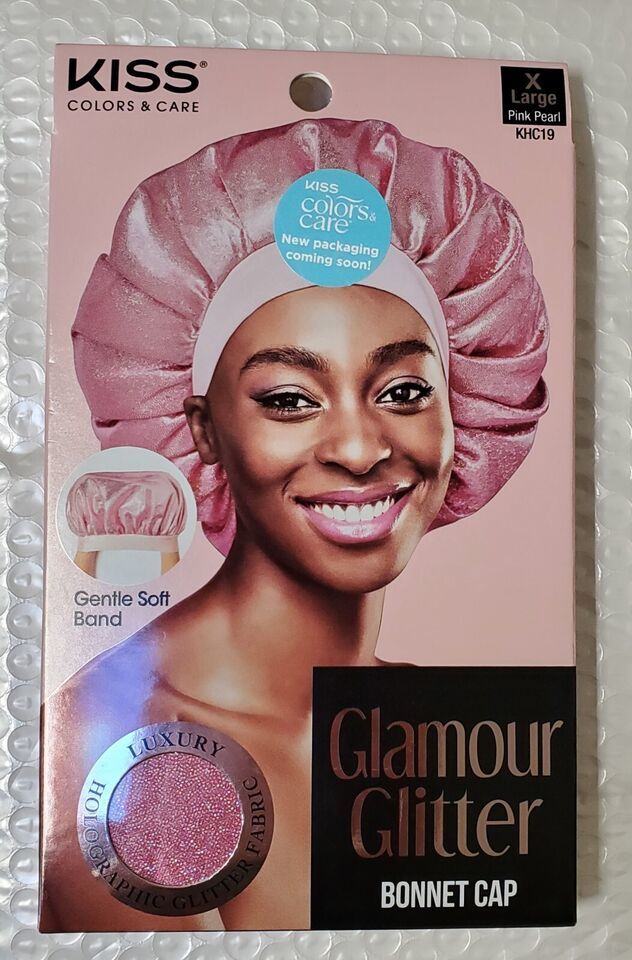 KISS®
COLORS & CARE
X
Large
Pink Pearl
KHC19
KISS
colors &
care
New packaging
coming soon!
Gentle Soft
Band
LUXURY
HOLOGRAPHIC GLITTER FABRIC
Glamour
Glitter
BONNET CAP